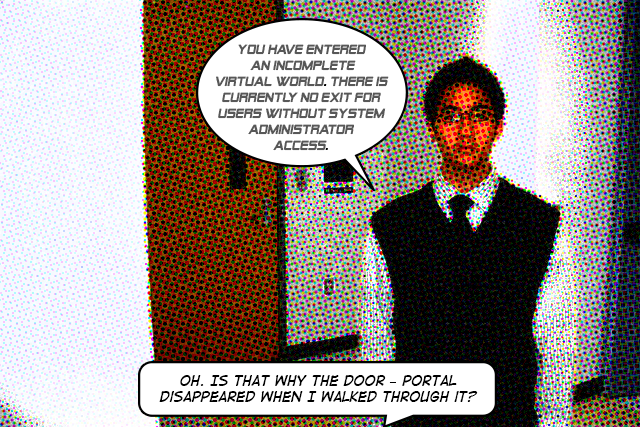 YOU HAVE ENTERED
AN INCOMPLETE
VIRTUAL WORLD. THERE IS
CURRENTLY NO EXIT FOR
USERS WITHOUT SYSTEM
ADMINISTRATOR
ACCESS.
OH. IS THAT WHY THE DOOR - PORTAL
DISAPPEARED WHEN I WALKED THROUGH IT?